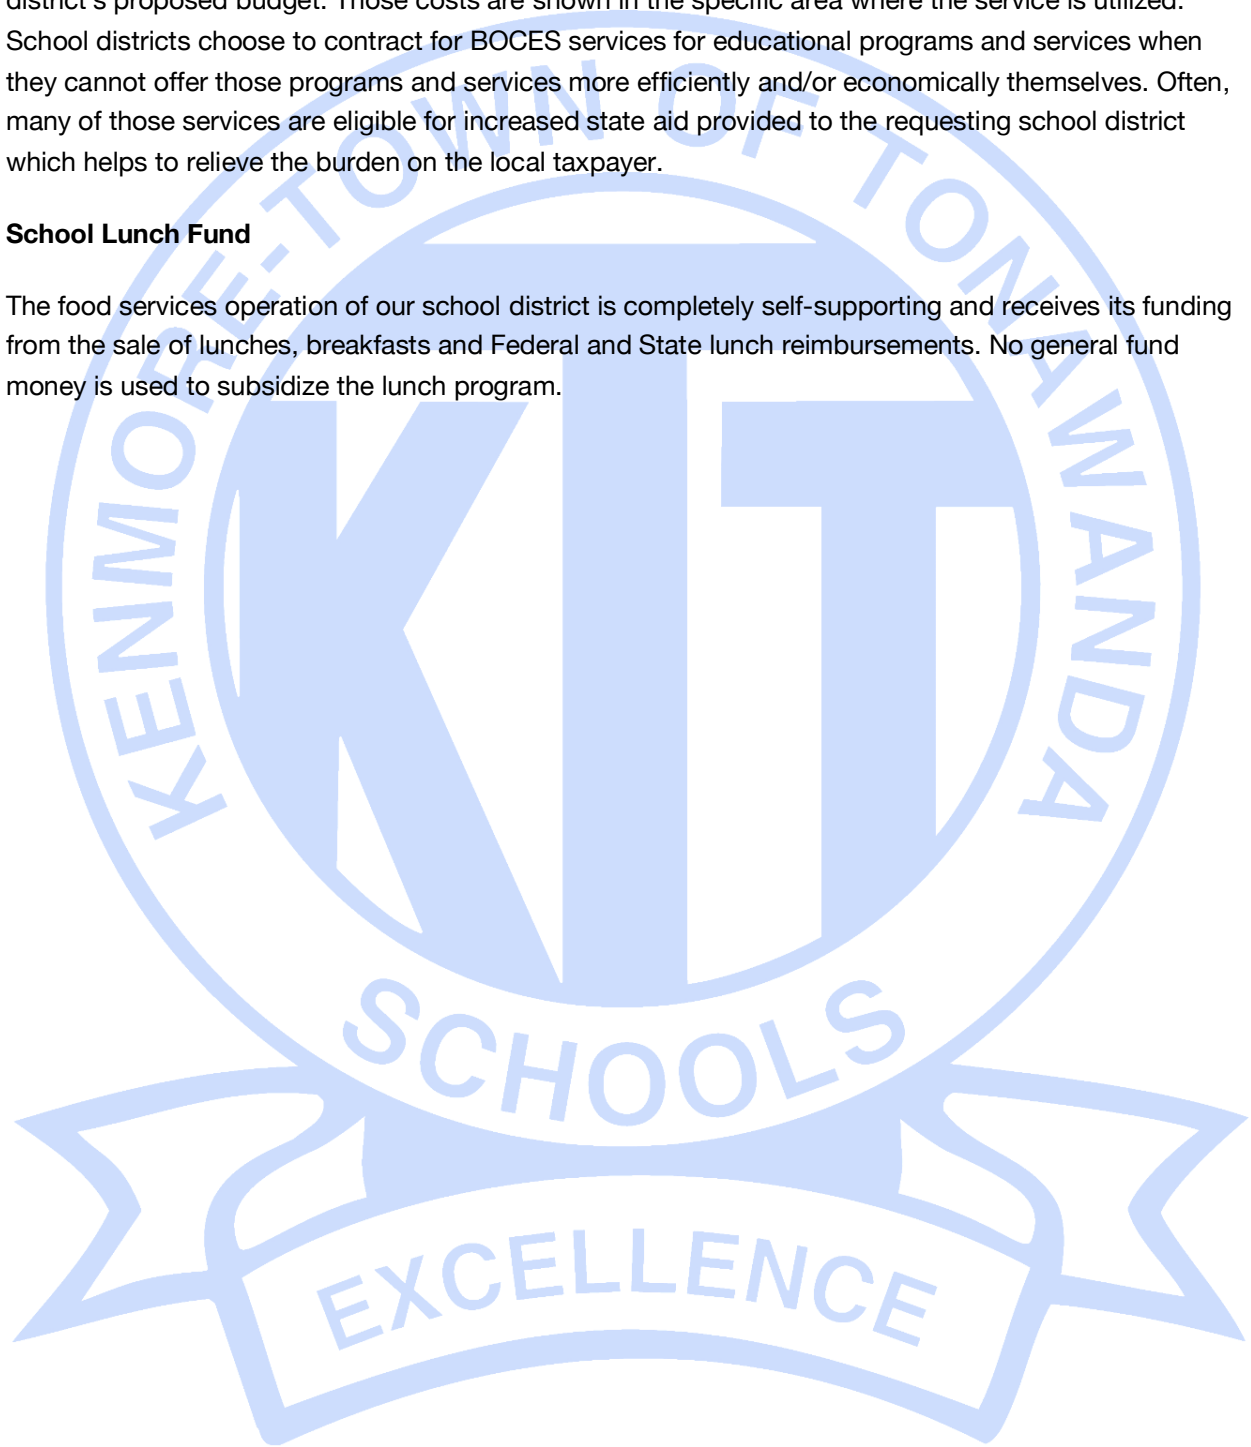 district's proposed budget. Those costs are shown in the specific area where the service is utilized.
School districts choose to contract for BOCES services for educational programs and services when
they cannot offer those programs and services more efficiently and/or economically themselves. Often,
many of those services are eligible for increased state aid provided to the requesting school district
which helps to relieve the burden on the local taxpayer.
School Lunch Fund
The food services operation of our school district is completely self-supporting and receives its funding
from the sale of lunches, breakfasts and Federal and State lunch reimbursements. No general fund
money is used to subsidize the lunch program.
KENMORE-TOWN OF TONAWANDA
KIT
SCHOOLS
EXCELLENCE